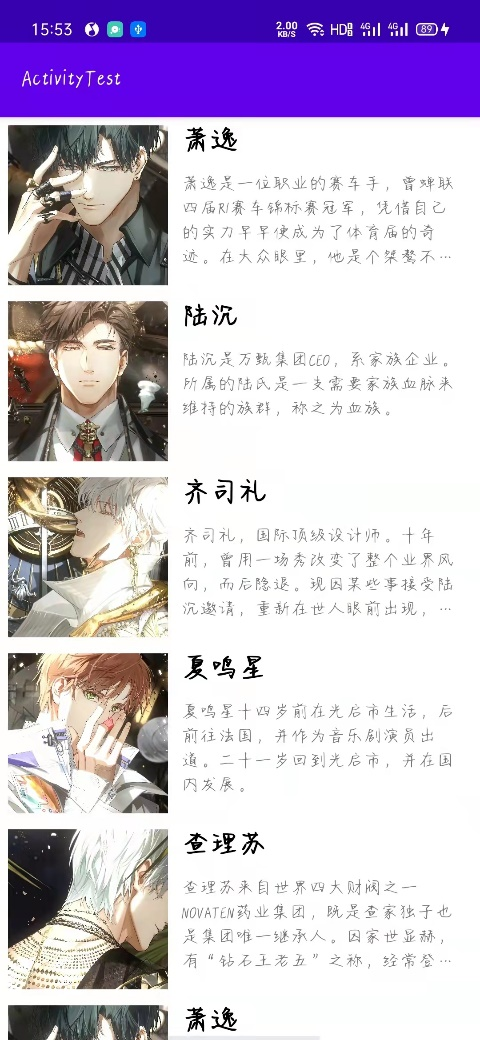 15:53
2.00
KB/S
HD
4G
4G
89
ActivityTest
萧逸
萧逸是一位职业的赛车手，曾蝉联
四届R1赛车锦标赛冠军，凭借自己
的实力早早便成为了体育届的奇
迹。在大众眼里，他是个桀骜不…
陆沉
陆沉是万甄集团CEO，系家族企业。
所属的陆氏是一支需要家族血脉来
维持的族群，称之为血族。
齐司礼
齐司礼，国际顶级设计师。十年
前，曾用一场秀改变了整个业界风
向，而后隐退。现因某些事接受陆
沉邀请，重新在世人眼前出现，…
夏鸣星
夏鸣星十四岁前在光启市生活，后
前往法国，并作为音乐剧演员出
道。二十一岁回到光启市，并在国
内发展。
查理苏
查理苏来自世界四大财阀之一
NOVATEN药业集团，既是查家独子也
是集团唯一继承人。因家世显赫，
有“钻石王老五”之称，经常登…
萧逸